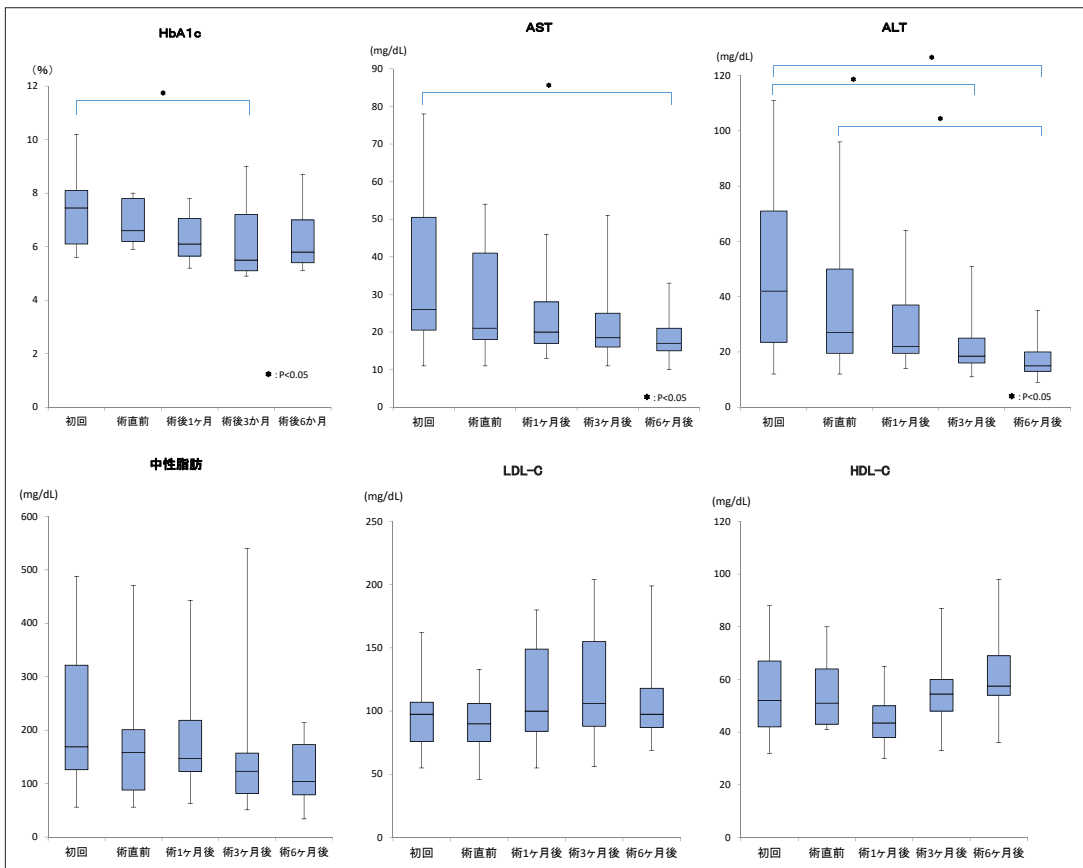 HbA1c
(%)
12
10
8
6
4
2
0
*
* : P<0.05
初回 術直前 術後1ヶ月 術後3か月 術後6か月
AST
(mg/dL)
90
80
70
60
50
40
30
20
10
0
*
* : P<0.05
初回 術直前 術1ヶ月後 術3ヶ月後 術6ヶ月後
ALT
(mg/dL)
120
100
80
60
40
20
0
*
*
*
* : P<0.05
初回 術直前 術1ヶ月後 術3ヶ月後 術6ヶ月後
中性脂肪
(mg/dL)
600
500
400
300
200
100
0
初回 術直前 術1ヶ月後 術3ヶ月後 術6ヶ月後
LDL-C
(mg/dL)
250
200
150
100
50
0
初回 術直前 術1ヶ月後 術3ヶ月後 術6ヶ月後
HDL-C
(mg/dL)
120
100
80
60
40
20
0
初回 術直前 術1ヶ月後 術3ヶ月後 術6ヶ月後